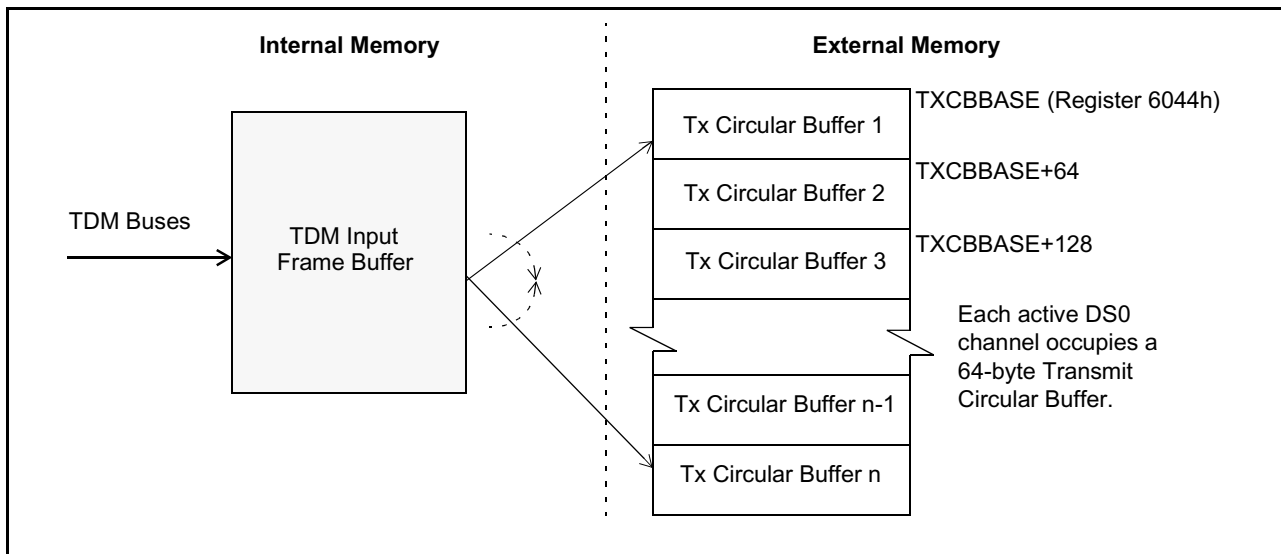 Internal Memory
External Memory
TDM Buses
TDM Input
Frame Buffer
Tx Circular Buffer 1
Tx Circular Buffer 2
Tx Circular Buffer 3
Tx Circular Buffer n-1
Tx Circular Buffer n
TXCBBASE (Register 6044h)
TXCBBASE+64
TXCBBASE+128
Each active DS0
channel occupies a
64-byte Transmit
Circular Buffer.